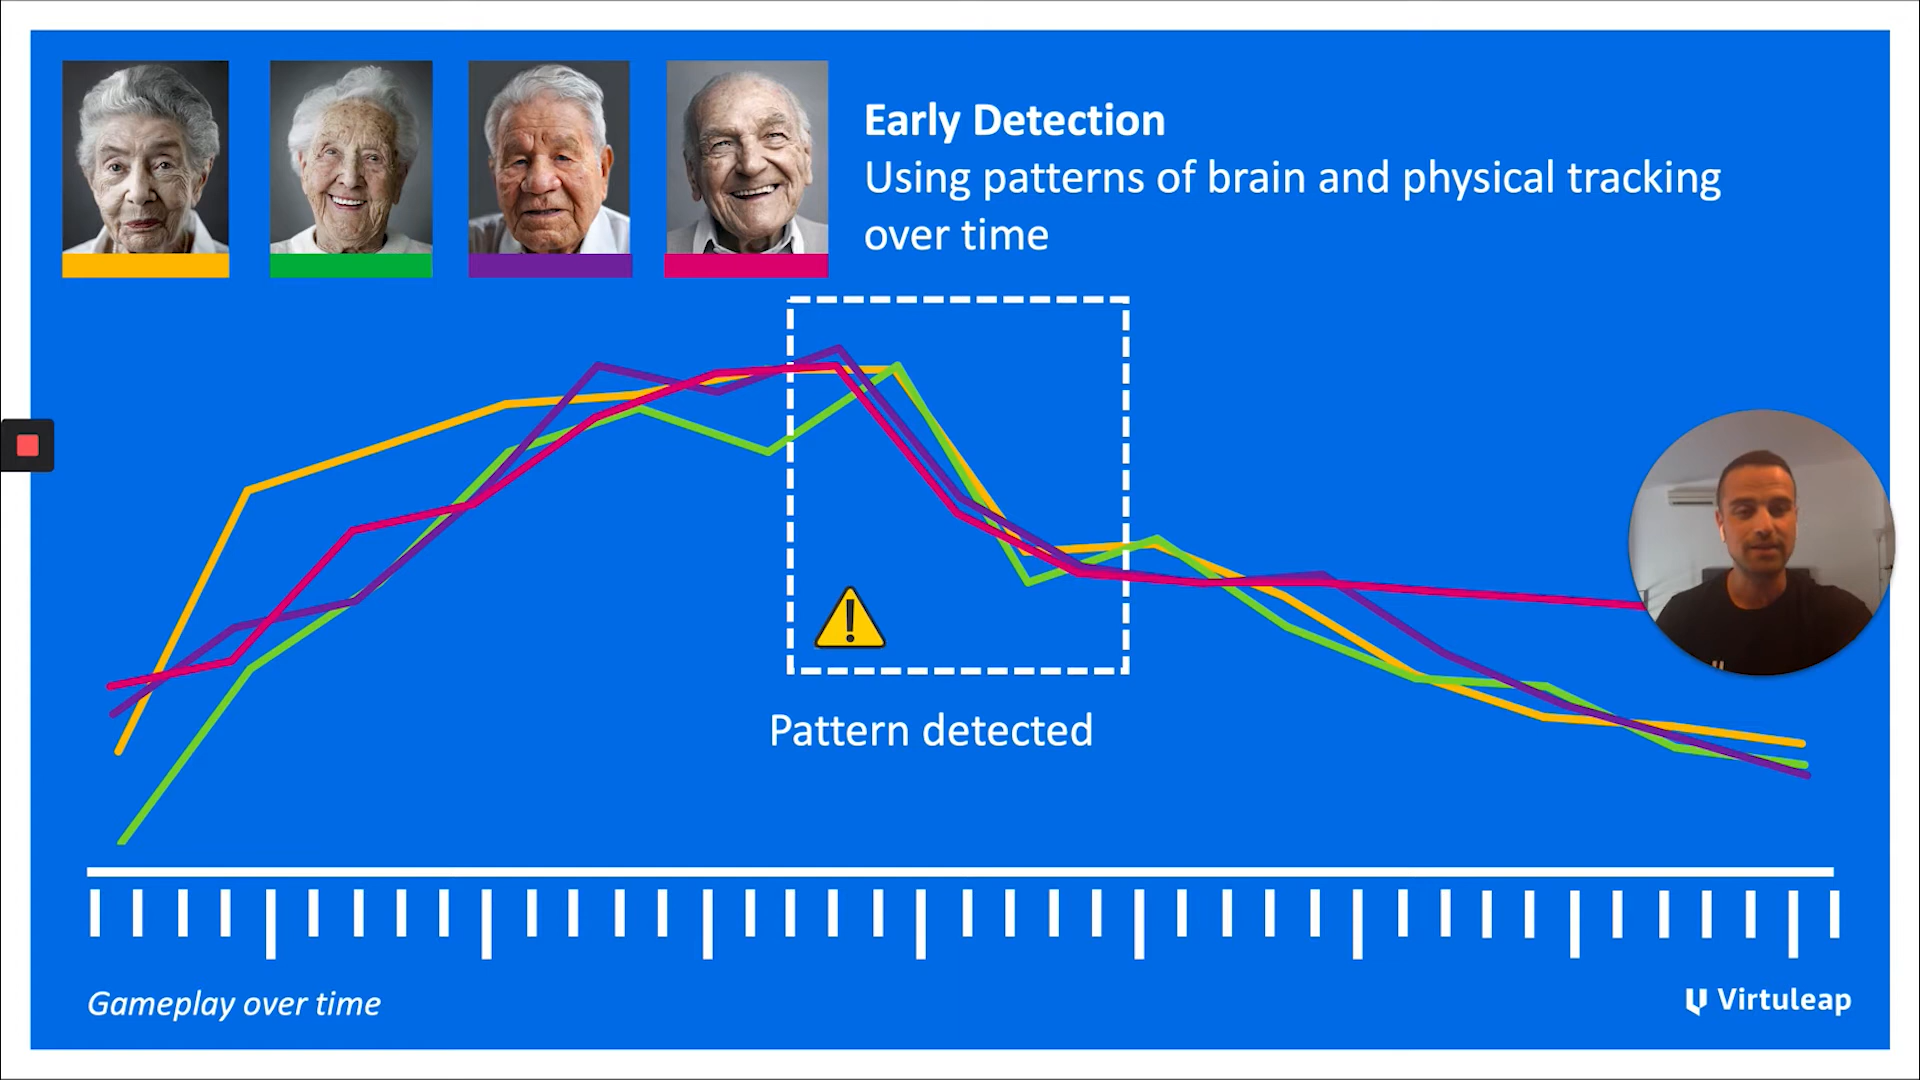 Early Detection
Using patterns of brain and physical tracking
over time
Pattern detected
Gameplay over time
Virtuleap